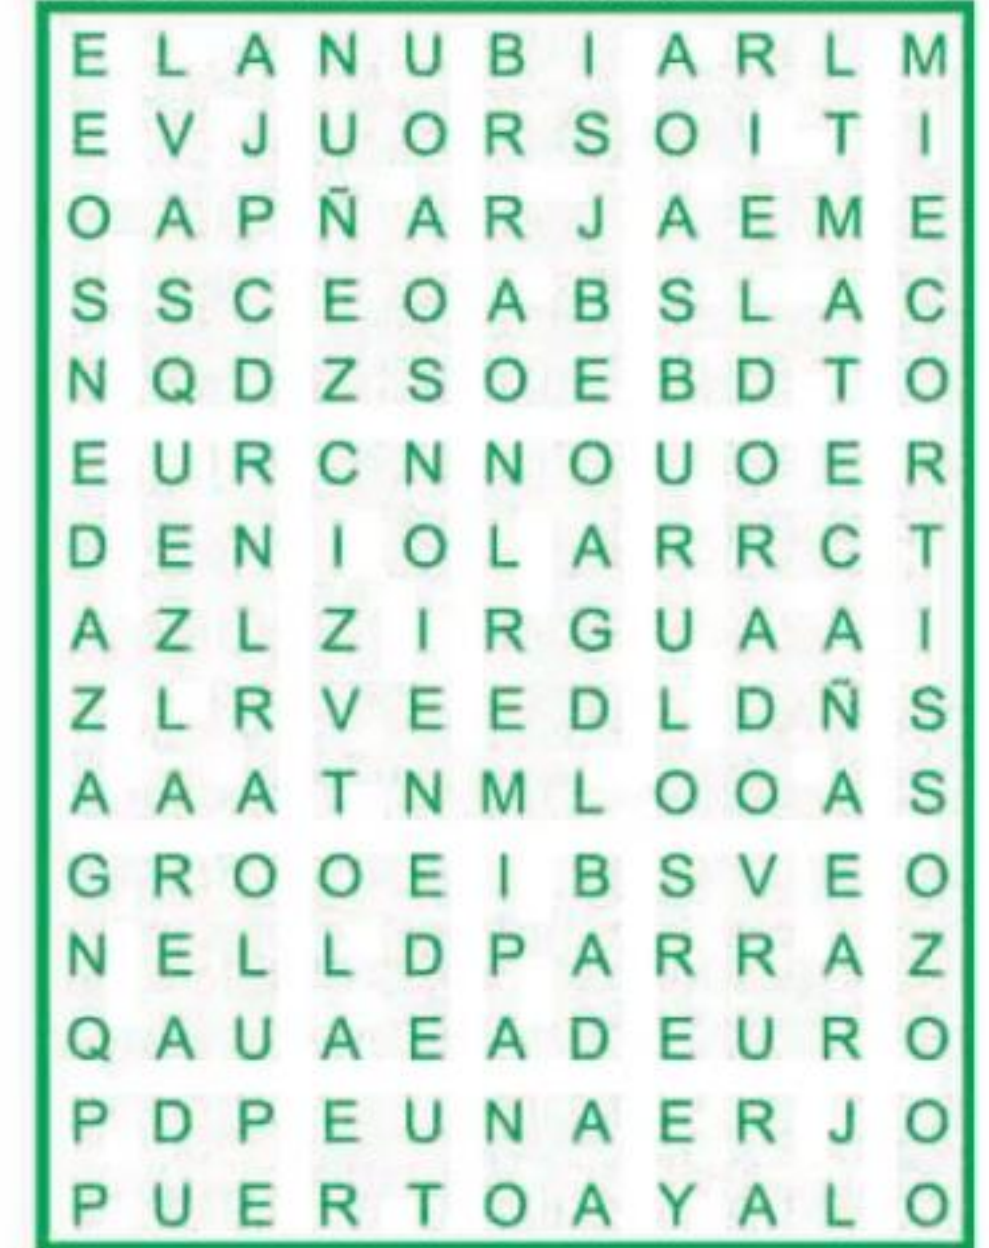 E L A N U B I A R L M
E V J U O R S O I T I
O A P Ñ A R J A E M E
S S C E O A B S L A C
N Q D Z S O E B D T O
E U R C N N O U O E R
D E N I O L A R R C T
A Z L Z I R G U A A I
Z L R V E E D L D Ñ S
A A A T N M L O O A S
G R O O E I B S V E O
N E L L D P A R R A Z
Q A U A E A D E U R O
P D P E U N A E R J O
P U E R T O A Y A L O